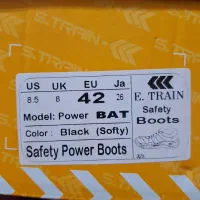 E.TRAIN
US UK EU Ja
8.5 8 42 26
Model: Power BAT
Color : Black (Softy)
Safety Power Boots
E. TRAIN
Safety
Boots